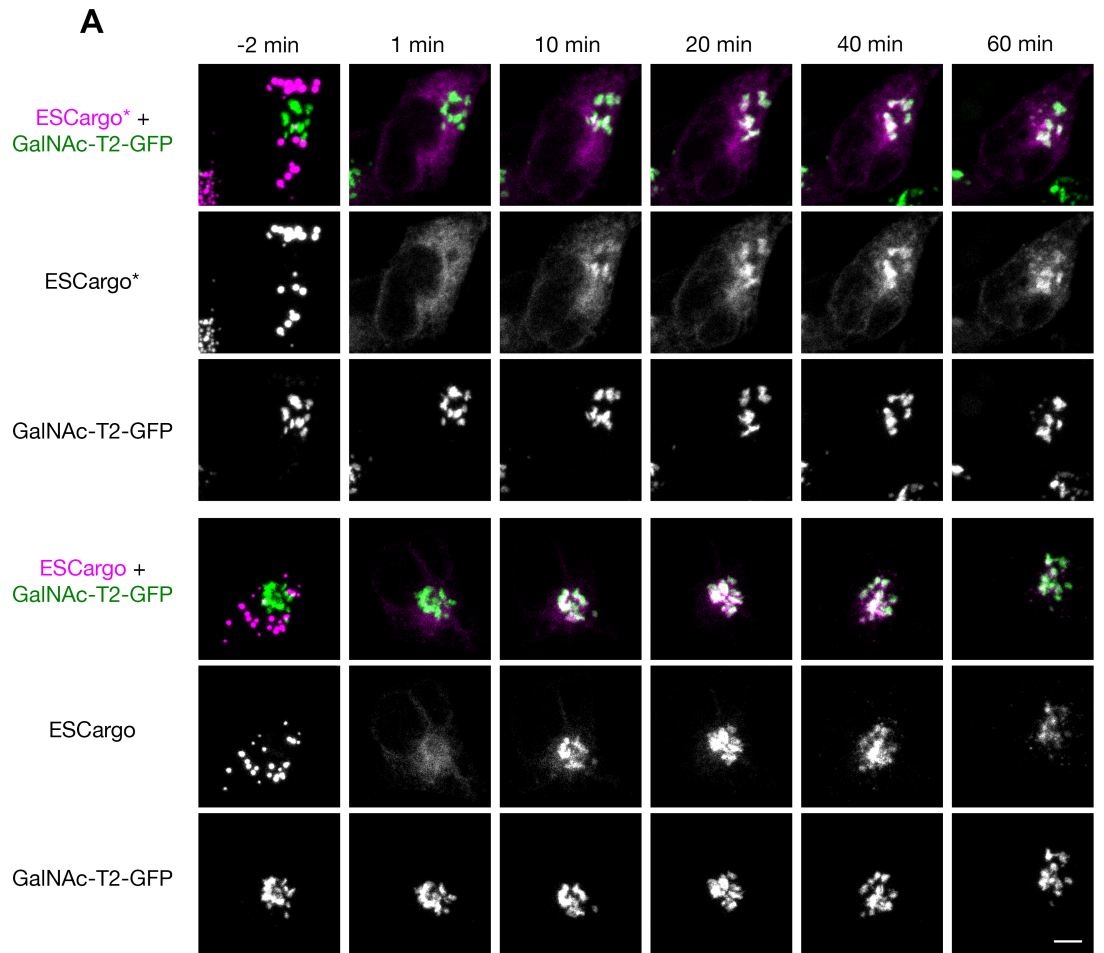 A
-2 min 1 min 10 min 20 min 40 min 60 min
ESCargo* +
GalNAc-T2-GFP
ESCargo*
GalNAc-T2-GFP
ESCargo +
GalNAc-T2-GFP
ESCargo
GalNAc-T2-GFP